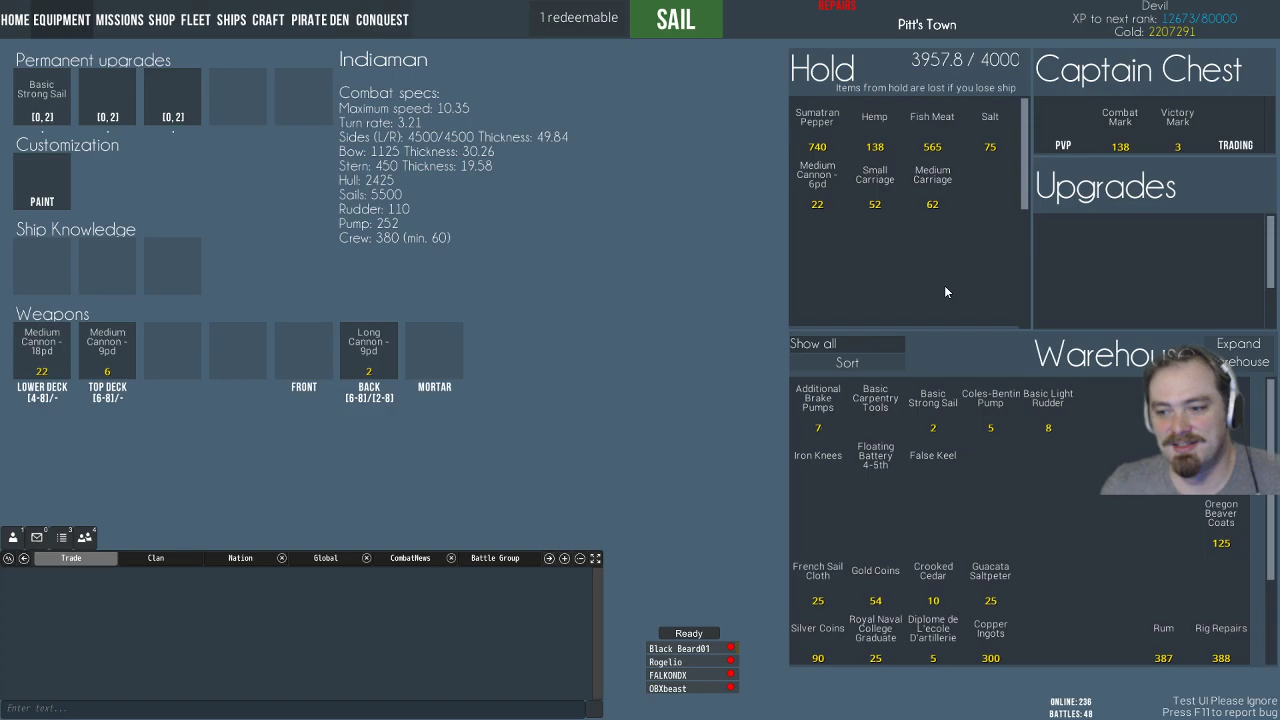 HOME EQUIPMENT MISSIONS SHOP FLEET SHIPS CRAFT PIRATE DEN CONQUEST
1 redeemable
SAIL
REPAIRS
Pitt's Town
Devil
XP to next rank: 12673/80000
Gold: 2207291
Permanent upgrades
Basic Strong Sail
[0, 2] [0, 2] [0, 2]
Customization
PAINT
Ship Knowledge
Weapons
Medium Cannon - 18pd
22
LOWER DECK
[4-8]/-
Medium Cannon - 9pd
6
TOP DECK
[6-8]/-
FRONT
Long Cannon - 9pd
2
BACK
[6-8]/[2-8]
MORTAR
Indiaman
Combat specs:
Maximum speed: 10.35
Turn rate: 3.21
Sides (L/R): 4500/4500 Thickness: 49.84
Bow: 1125 Thickness: 30.26
Stern: 450 Thickness: 19.58
Hull: 2425
Sails: 5500
Rudder: 110
Pump: 252
Crew: 380 (min. 60)
Hold
3957.8 / 4000
Items from hold are lost if you lose ship
Sumatran Pepper
740
Hemp
138
Fish Meat
565
Salt
75
Medium Cannon - 6pd
22
Small Carriage
52
Medium Carriage
62
Captain Chest
PVP
Combat Mark
138
Victory Mark
3
TRADING
Upgrades
Show all
Sort
Warehouse
Expand
Additional Brake Pumps
7
Basic Carpentry Tools
Basic Strong Sail
2
Coles-Bentin Pump
5
Basic Light Rudder
8
Iron Knees
Floating Battery 4-5th
False Keel
Oregon Beaver Coats
125
French Sail Cloth
25
Gold Coins
54
Crooked Cedar
10
Guacata Saltpeter
25
Silver Coins
90
Royal Naval College Graduate
25
Diplome de L'ecole D'artillerie
5
Copper Ingots
300
Rum
387
Rig Repairs
388
1 0 3 4
Trade Clan Nation Global CombatNews Battle Group
Enter text...
Ready
Black Beard01
Rogelio
FALKONDX
OBXbeast
ONLINE: 236
BATTLES: 48
Test UI Please Ignore
Press F11 to report bug